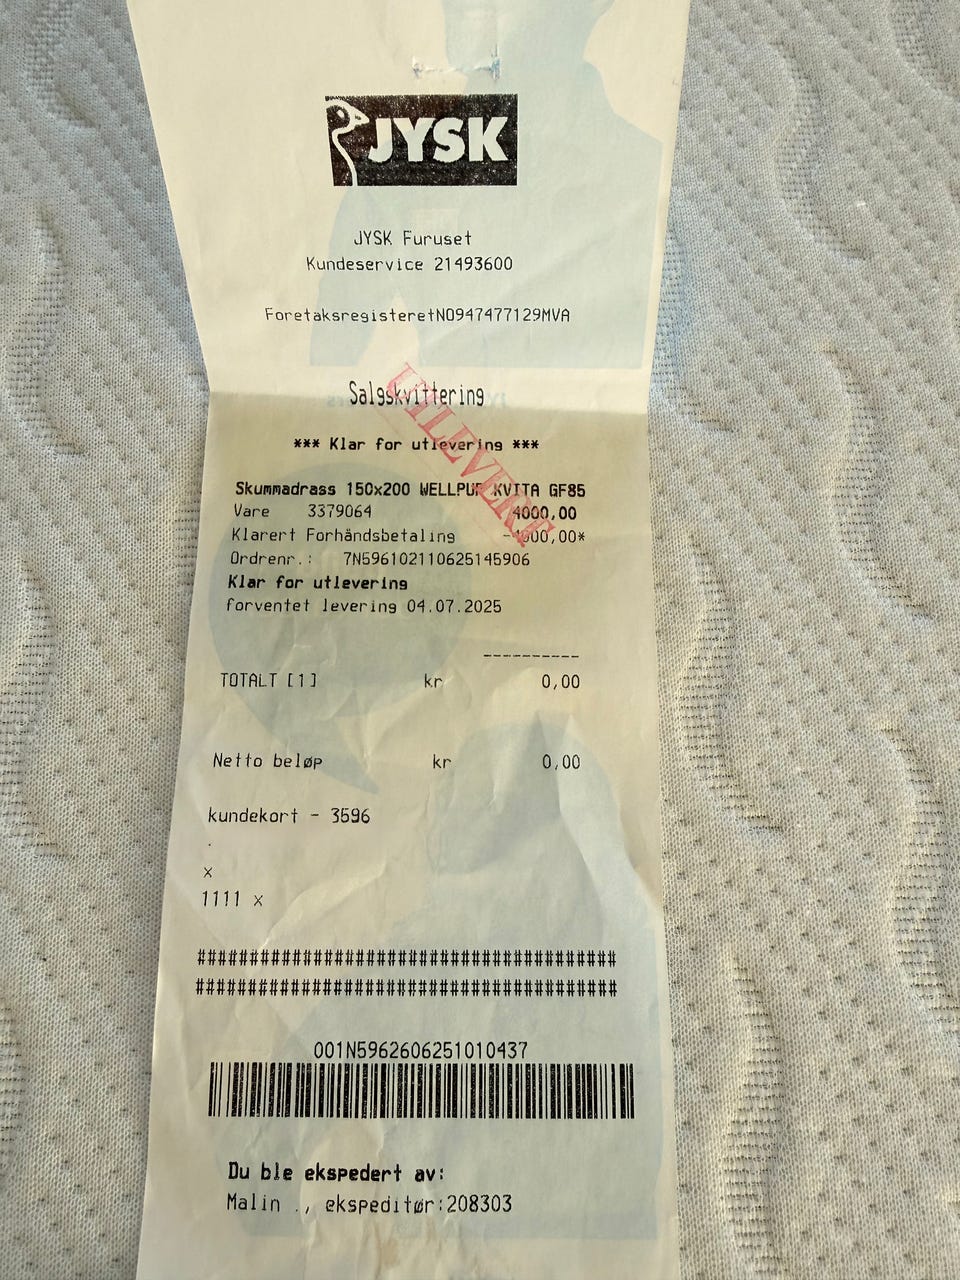 JYSK
JYSK Furuset
Kundeservice 21493600
ForetaksregisteretNO947477129MVA
Salgskvittering
UTLEVERT
*** Klar for utlevering ***
Skummadrass 150x200 WELLPUR KVITA GF85
Vare 3379064 4000,00
Klarert Forhåndsbetaling -4000,00*
Ordrenr.: 7N596102110625145906
Klar for utlevering
forventet levering 04.07.2025
----------
TOTALT [1] kr 0,00
Netto beløp kr 0,00
kundekort - 3596
.
x
1111 x
########################################
########################################
001N5962606251010437
Du ble ekspedert av:
Malin ., ekspeditør:208303